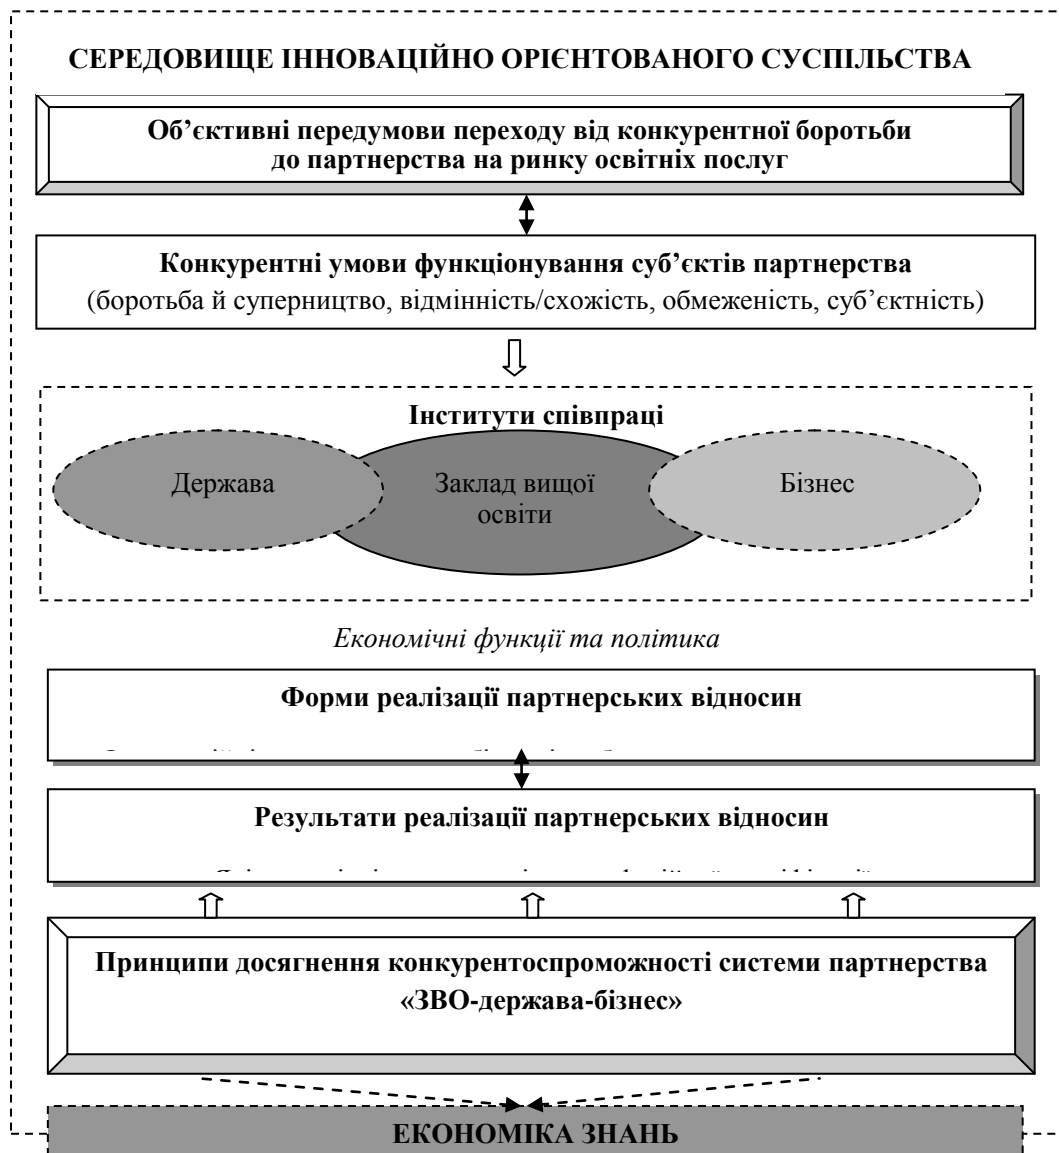 СЕРЕДОВИЩЕ ІННОВАЦІЙНО ОРІЄНТОВАНОГО СУСПІЛЬСТВА
Об’єктивні передумови переходу від конкурентної боротьби
до партнерства на ринку освітніх послуг
Конкурентні умови функціонування суб’єктів партнерства
(боротьба й суперництво, відмінність/схожість, обмеженість, суб’єктність)
Інститути співпраці
Держава
Заклад вищої
освіти
Бізнес
Економічні функції та політика
Форми реалізації партнерських відносин
Результати реалізації партнерських відносин
Принципи досягнення конкурентоспроможності системи партнерства
«ЗВО-держава-бізнес»
ЕКОНОМІКА ЗНАНЬ